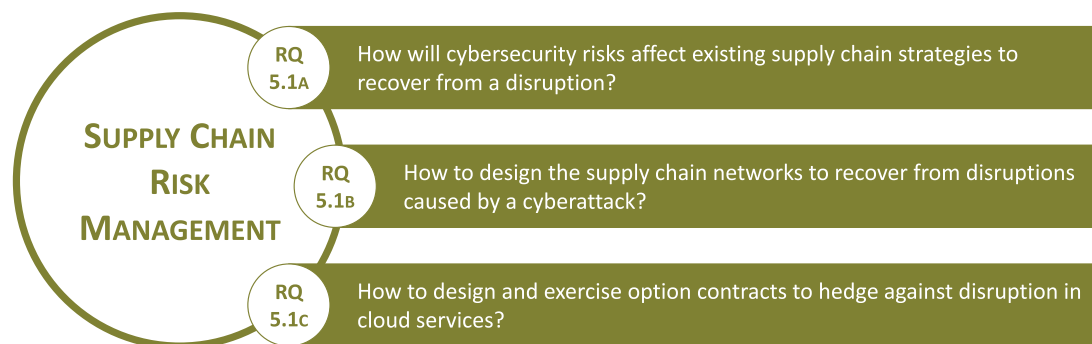 SUPPLY CHAIN
RISK
MANAGEMENT
RQ
5.1A
How will cybersecurity risks affect existing supply chain strategies to
recover from a disruption?
RQ
5.1B
How to design the supply chain networks to recover from disruptions
caused by a cyberattack?
RQ
5.1C
How to design and exercise option contracts to hedge against disruption in
cloud services?